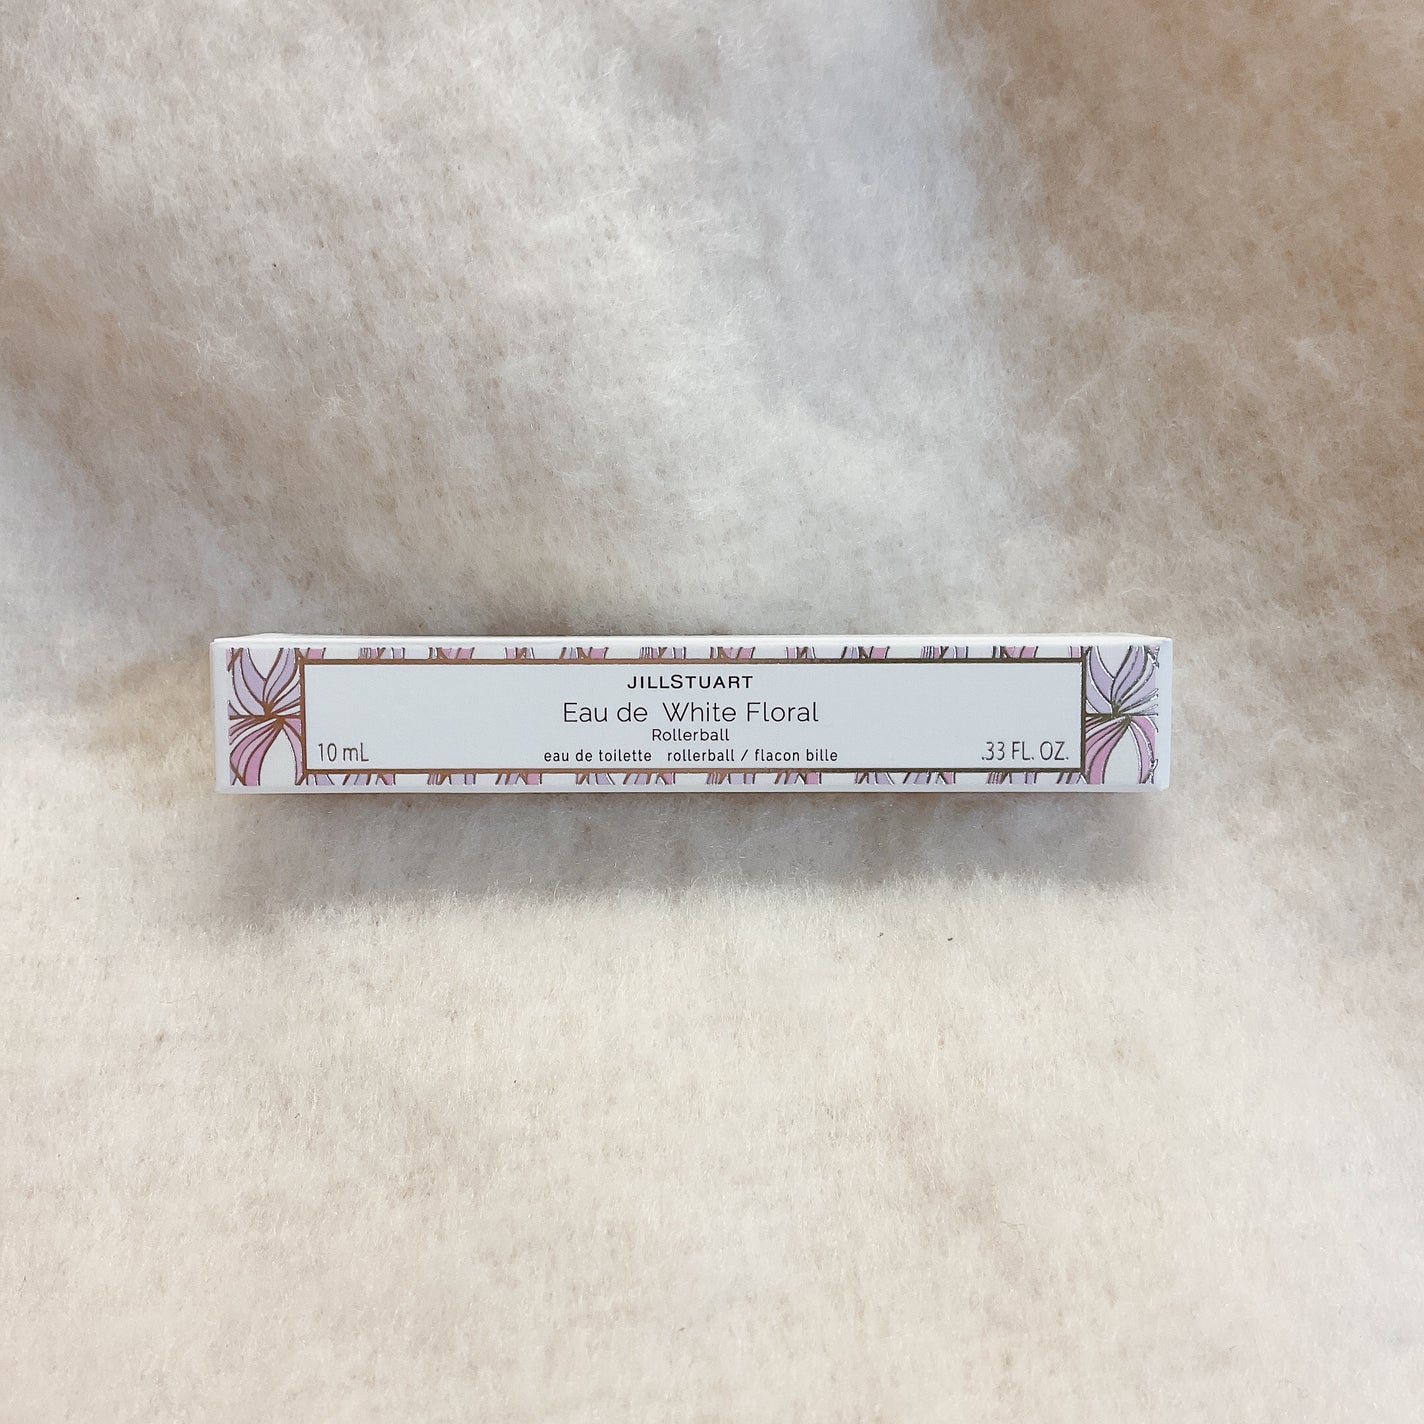 JILLSTUART
Eau de White Floral
Rollerball
eau de toilette rollerball / flacon bille
10 mL
.33 FL. OZ.